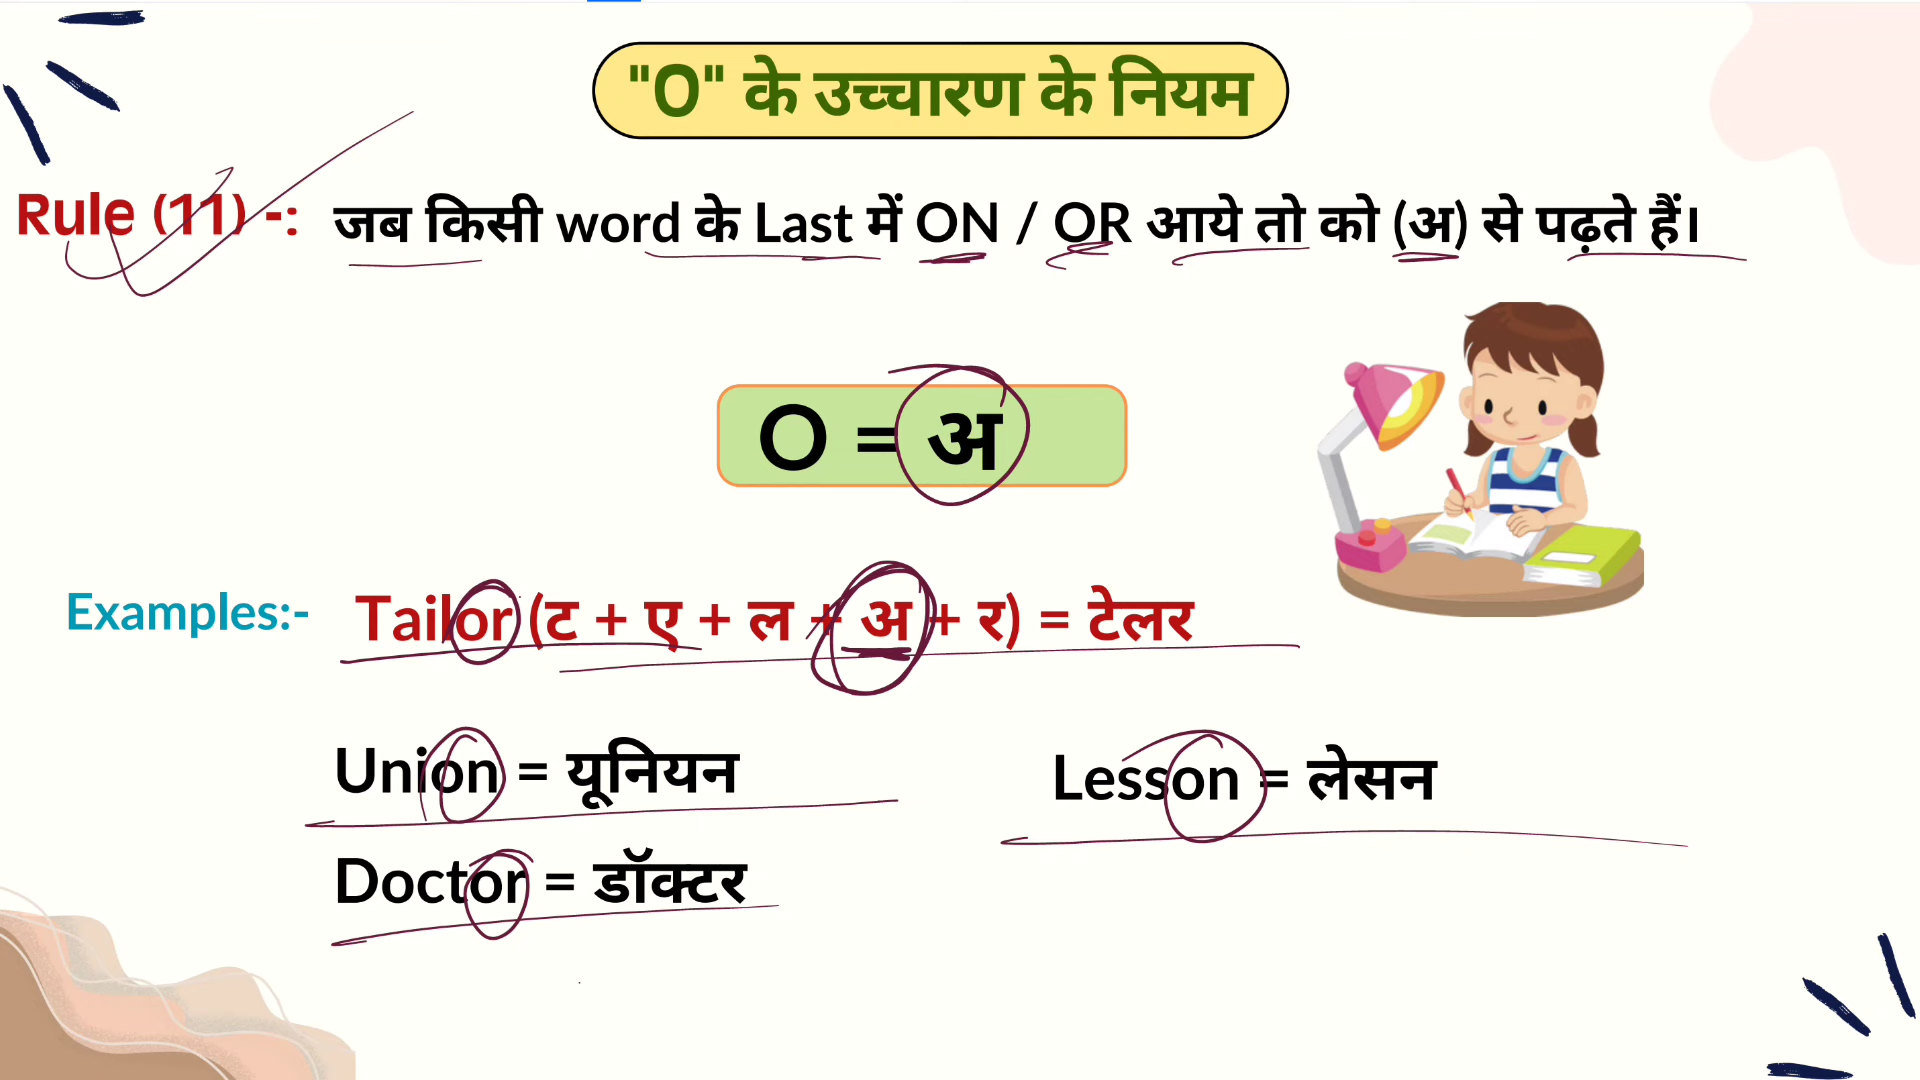 "O" के उच्चारण के नियम
Rule (11) -: जब किसी word के Last में ON / OR आये तो को (अ) से पढ़ते हैं।
O = अ
Examples:- Tailor (ट + ए + ल + अ + र) = टेलर
Union = यूनियन Lesson = लेसन
Doctor = डॉक्टर